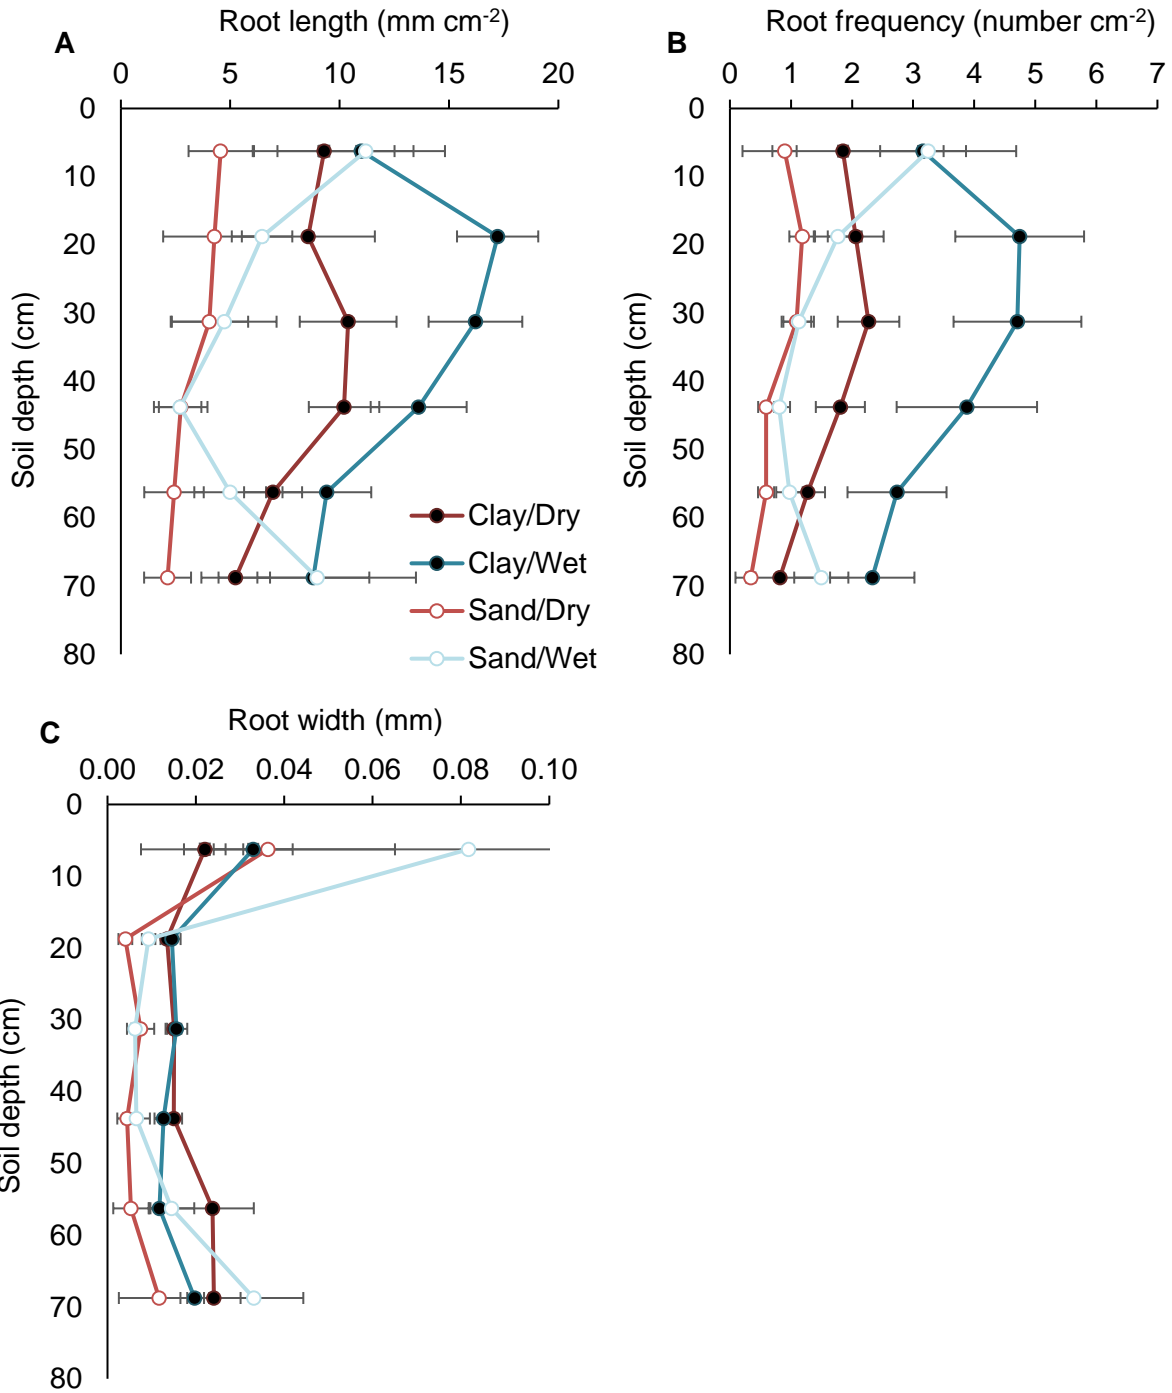 Root length (mm cm-2)
A
0 5 10 15 20
0
10
20
30
40
50
60
70
80
Soil depth (cm)
Clay/Dry
Clay/Wet
Sand/Dry
Sand/Wet
Root frequency (number cm-2)
B
0 1 2 3 4 5 6 7
0
10
20
30
40
50
60
70
80
Soil depth (cm)
Root width (mm)
C
0.00 0.02 0.04 0.06 0.08 0.10
0
10
20
30
40
50
60
70
80
Soil depth (cm)